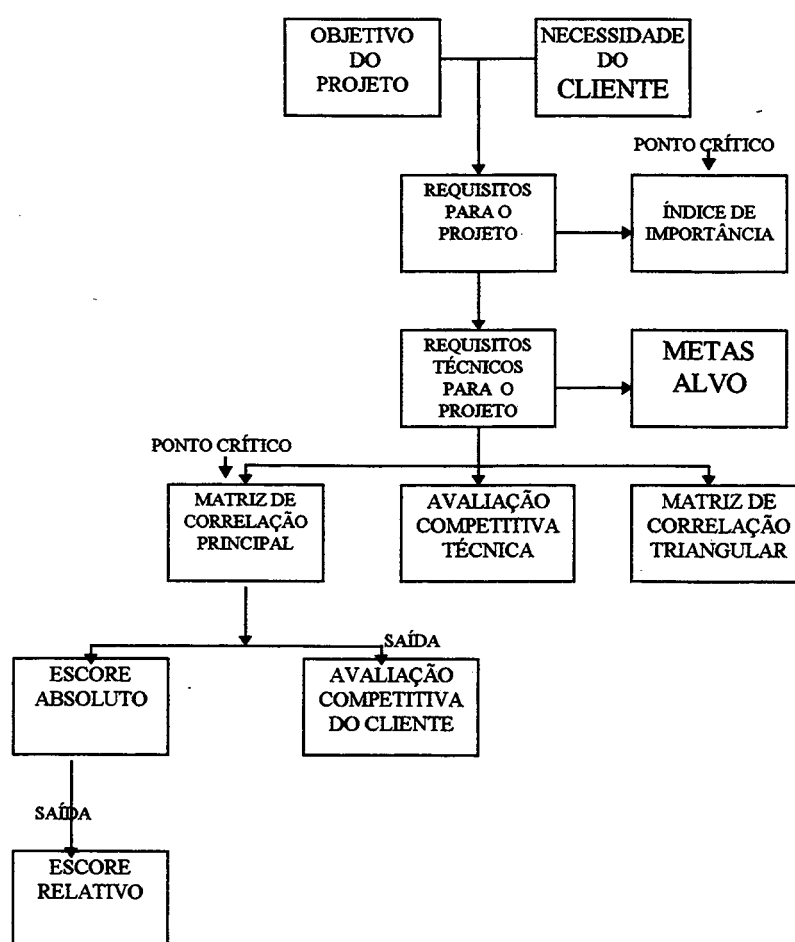 OBJETIVO
DO
PROJETO
NECESSIDADE
DO
CLIENTE
PONTO CRÍTICO
REQUISITOS
PARA O
PROJETO
ÍNDICE DE
IMPORTÂNCIA
REQUISITOS
TÉCNICOS
PARA O
PROJETO
METAS
ALVO
PONTO CRÍTICO
MATRIZ DE
CORRELAÇÃO
PRINCIPAL
AVALIAÇÃO
COMPETITIVA
TÉCNICA
MATRIZ DE
CORRELAÇÃO
TRIANGULAR
SAÍDA
ESCORE
ABSOLUTO
AVALIAÇÃO
COMPETITIVA
DO CLIENTE
SAÍDA
ESCORE
RELATIVO